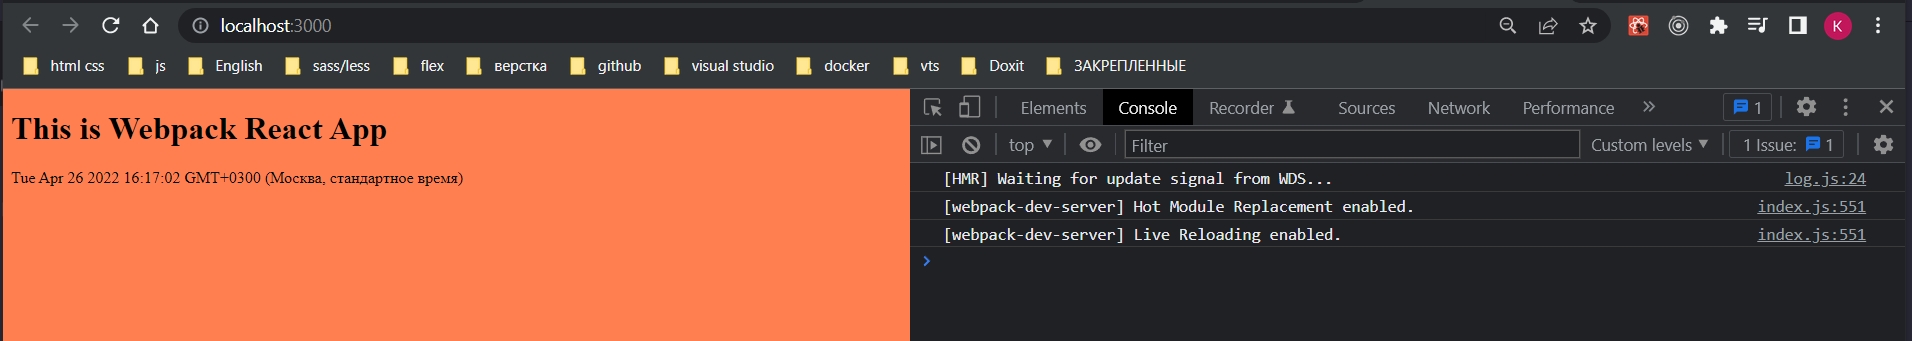 localhost:3000
K
html css js English sass/less flex верстка github visual studio docker vts Doxit ЗАКРЕПЛЕННЫЕ
This is Webpack React App
Tue Apr 26 2022 16:17:02 GMT+0300 (Москва, стандартное время)
Elements Console Recorder Sources Network Performance » 1
top Filter Custom levels 1 Issue: 1
[HMR] Waiting for update signal from WDS... log.js:24
[webpack-dev-server] Hot Module Replacement enabled. index.js:551
[webpack-dev-server] Live Reloading enabled. index.js:551